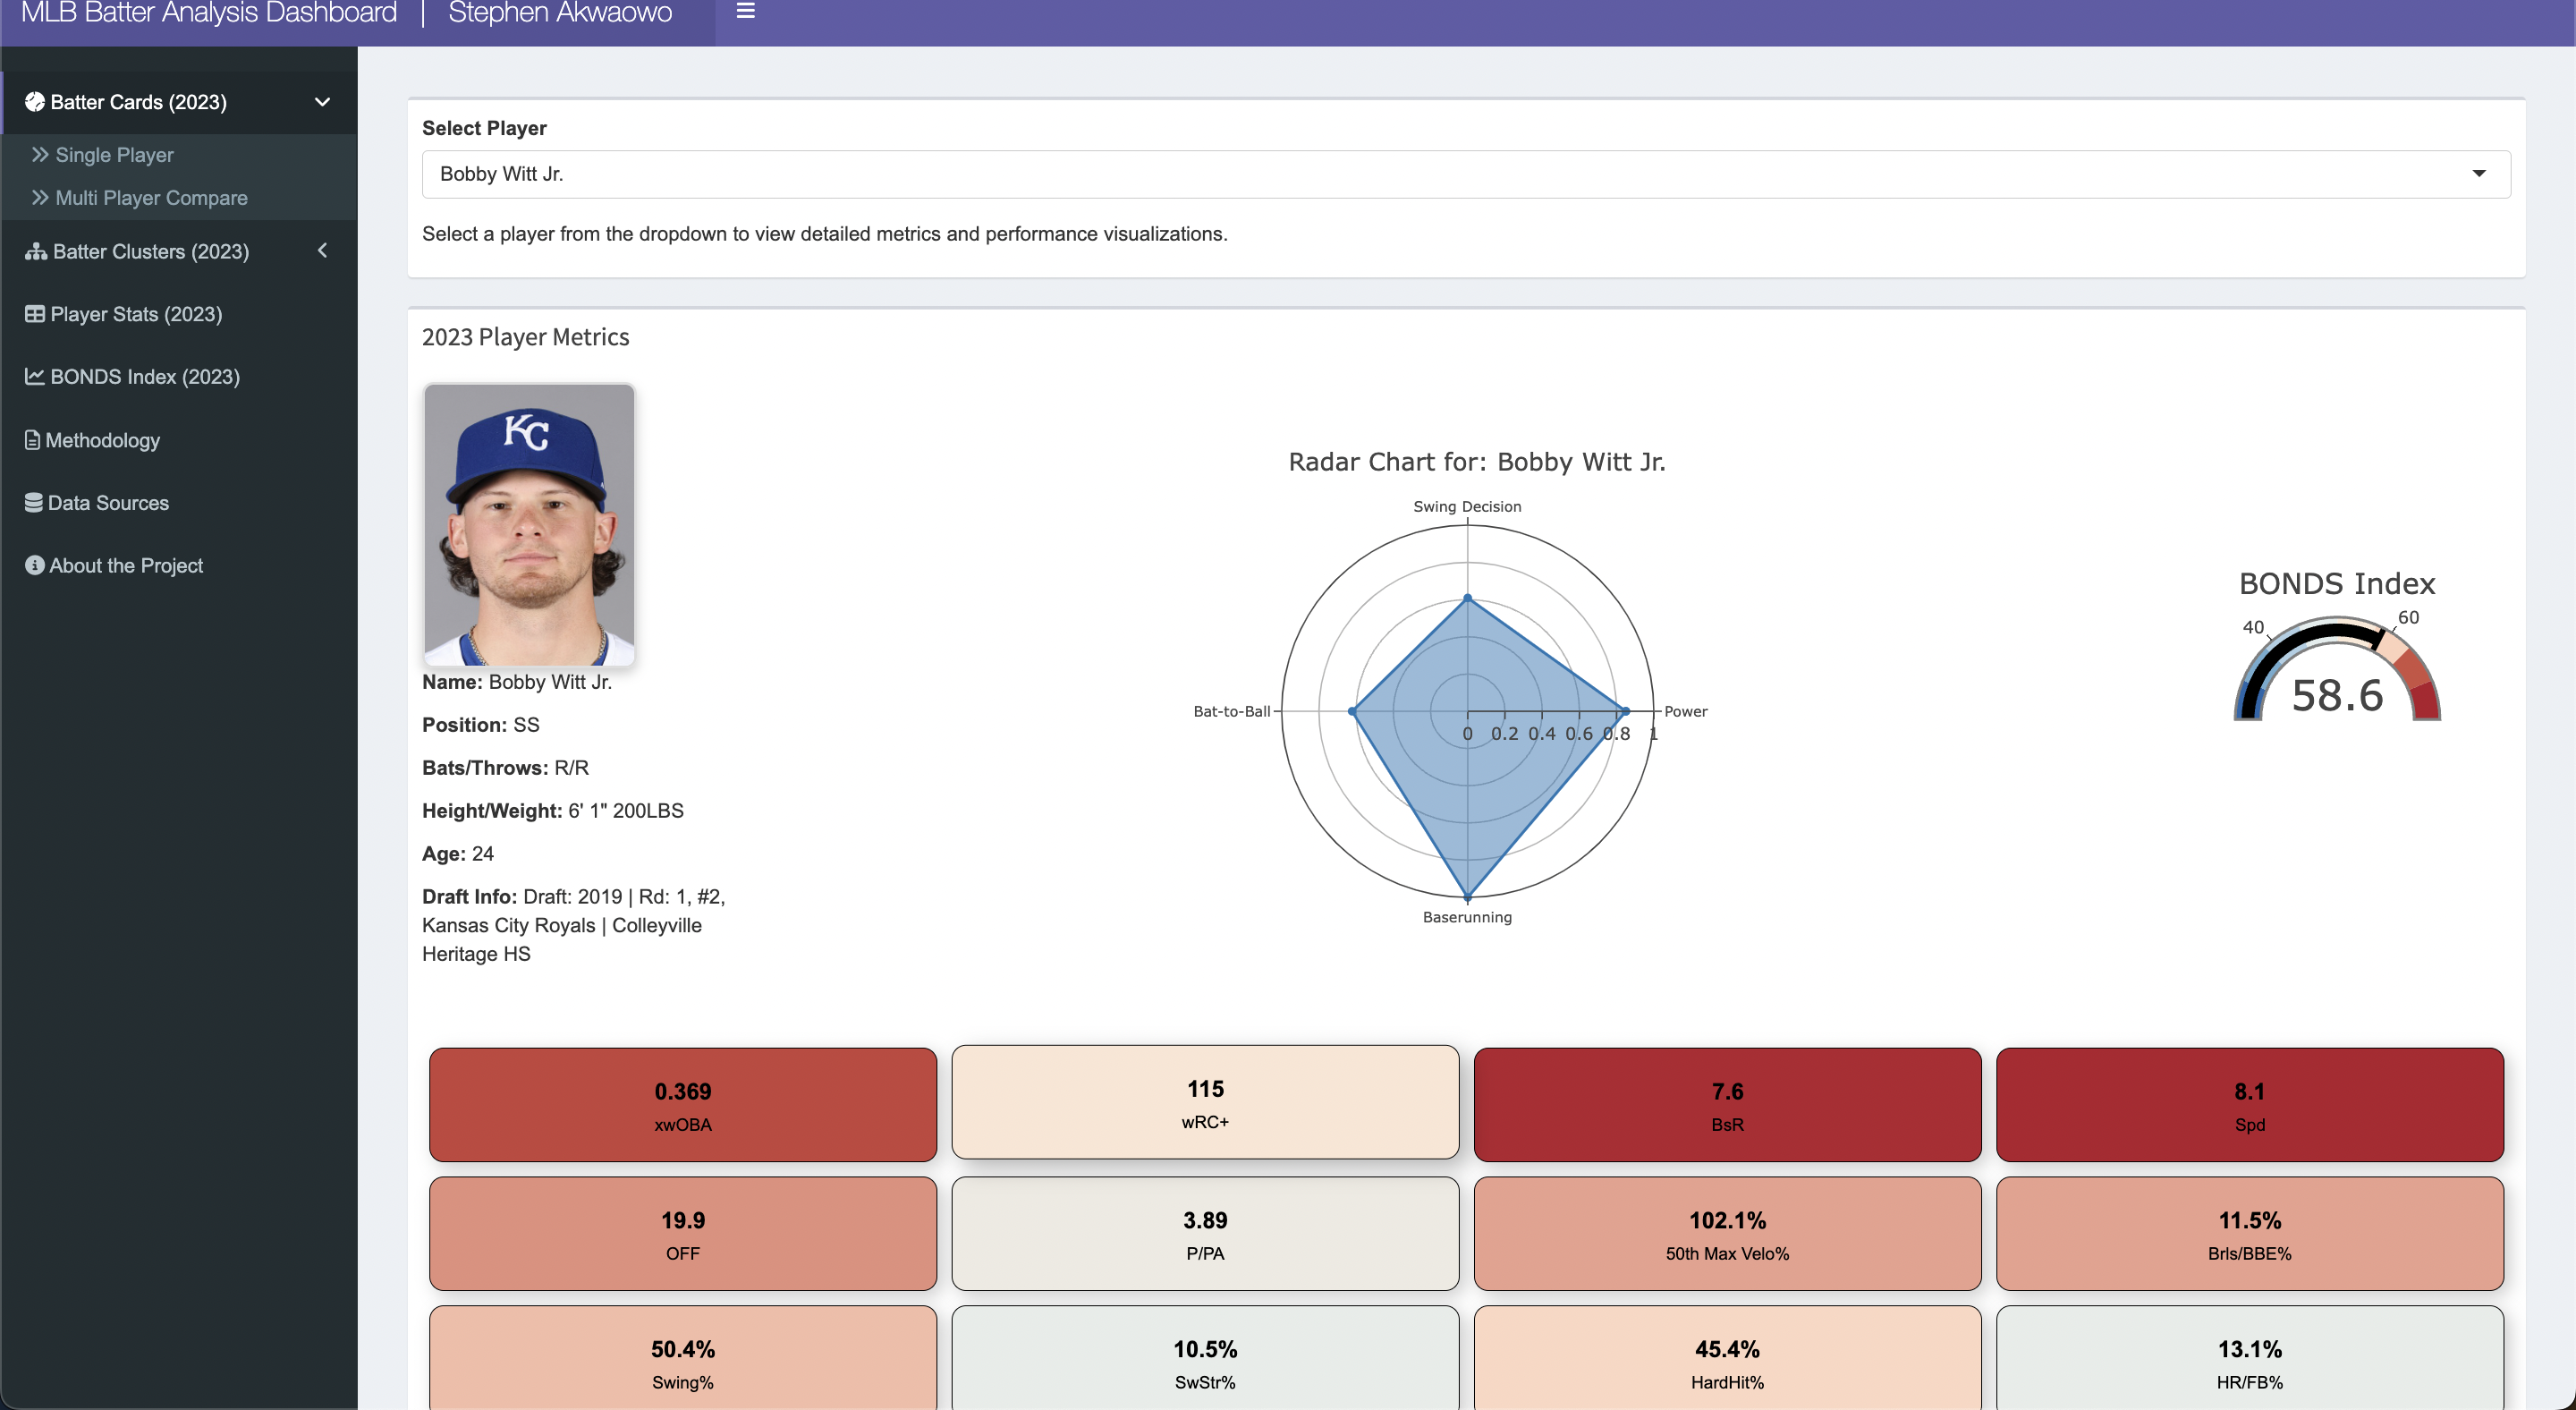 MLB Batter Analysis Dashboard | Stephen Akwaowo
Batter Cards (2023)
Single Player
Multi Player Compare
Batter Clusters (2023)
Player Stats (2023)
BONDS Index (2023)
Methodology
Data Sources
About the Project
Select Player
Bobby Witt Jr.
Select a player from the dropdown to view detailed metrics and performance visualizations.
2023 Player Metrics
KC
Name: Bobby Witt Jr.
Position: SS
Bats/Throws: R/R
Height/Weight: 6' 1" 200LBS
Age: 24
Draft Info: Draft: 2019 | Rd: 1, #2,
Kansas City Royals | Colleyville
Heritage HS
Radar Chart for: Bobby Witt Jr.
Swing Decision
Bat-to-Ball
Power
0 0.2 0.4 0.6 0.8 1
Baserunning
BONDS Index
40
60
58.6
0.369
xwOBA
115
wRC+
7.6
BsR
8.1
Spd
19.9
OFF
3.89
P/PA
102.1%
50th Max Velo%
11.5%
Brls/BBE%
50.4%
Swing%
10.5%
SwStr%
45.4%
HardHit%
13.1%
HR/FB%